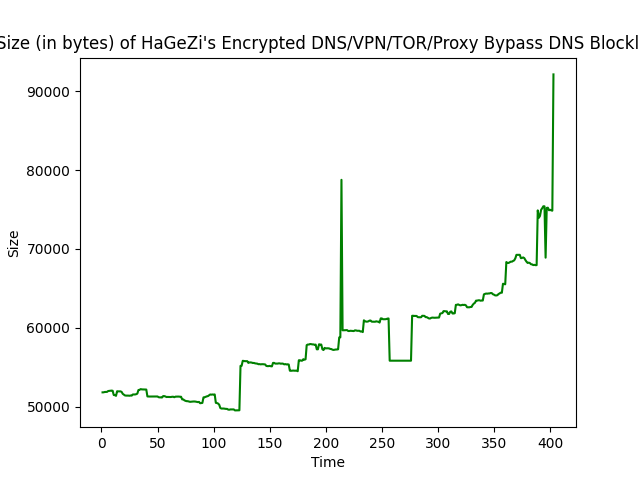 Size (in bytes) of HaGeZi's Encrypted DNS/VPN/TOR/Proxy Bypass DNS Blockl
90000
80000
70000
60000
50000
Size
0 50 100 150 200 250 300 350 400
Time